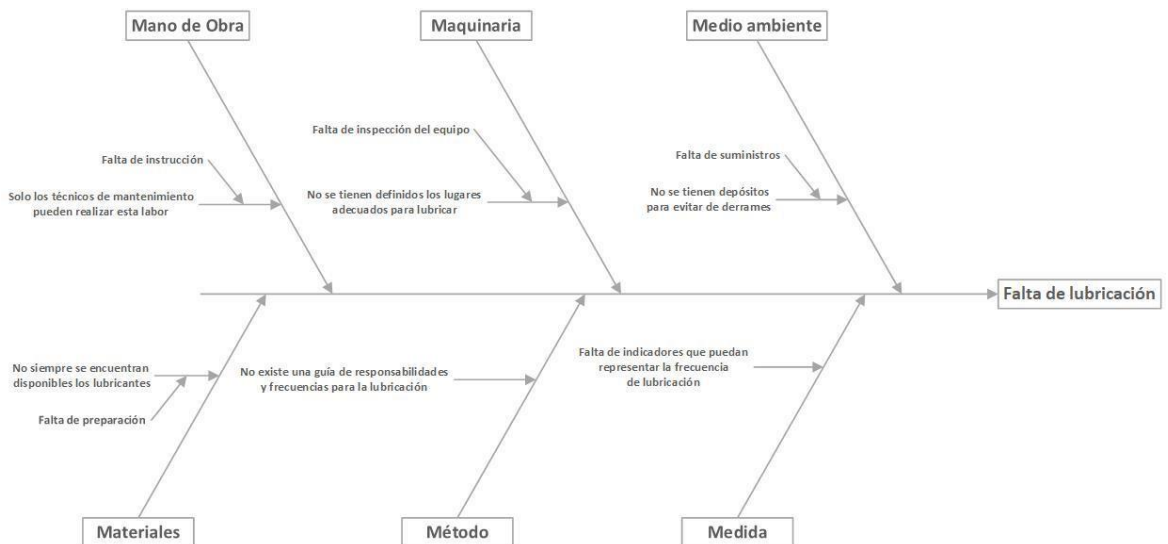 Mano de Obra
Maquinaria
Medio ambiente
Falta de instrucción
Solo los técnicos de mantenimiento
pueden realizar esta labor
Falta de inspección del equipo
No se tienen definidos los lugares
adecuados para lubricar
Falta de suministros
No se tienen depósitos
para evitar de derrames
Falta de lubricación
No siempre se encuentran
disponibles los lubricantes
Falta de preparación
No existe una guía de responsabilidades
y frecuencias para la lubricación
Falta de indicadores que puedan
representar la frecuencia
de lubricación
Materiales
Método
Medida